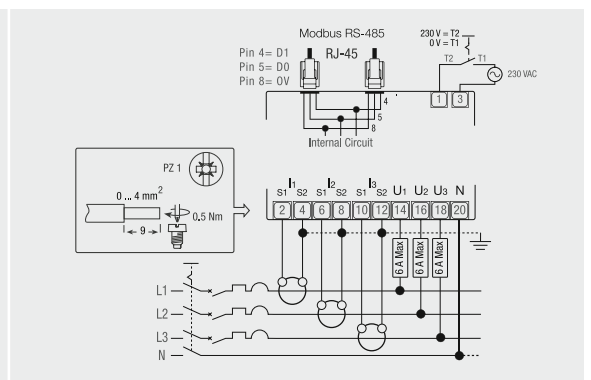 Modbus RS-485
RJ-45
Pin 4= D1
Pin 5= D0
Pin 8= 0V
4
5
8
Internal Circuit
230 V = T2
0 V = T1
T2 T1
230 VAC
1 3
PZ 1
0 ... 4 mm²
0.5 Nm
9
I1 I2 I3
S1 S2 S1 S2 S1 S2 U1 U2 U3 N
2 4 6 8 10 12 14 16 18 20
6 A Max 6 A Max 6 A Max
L1
L2
L3
N